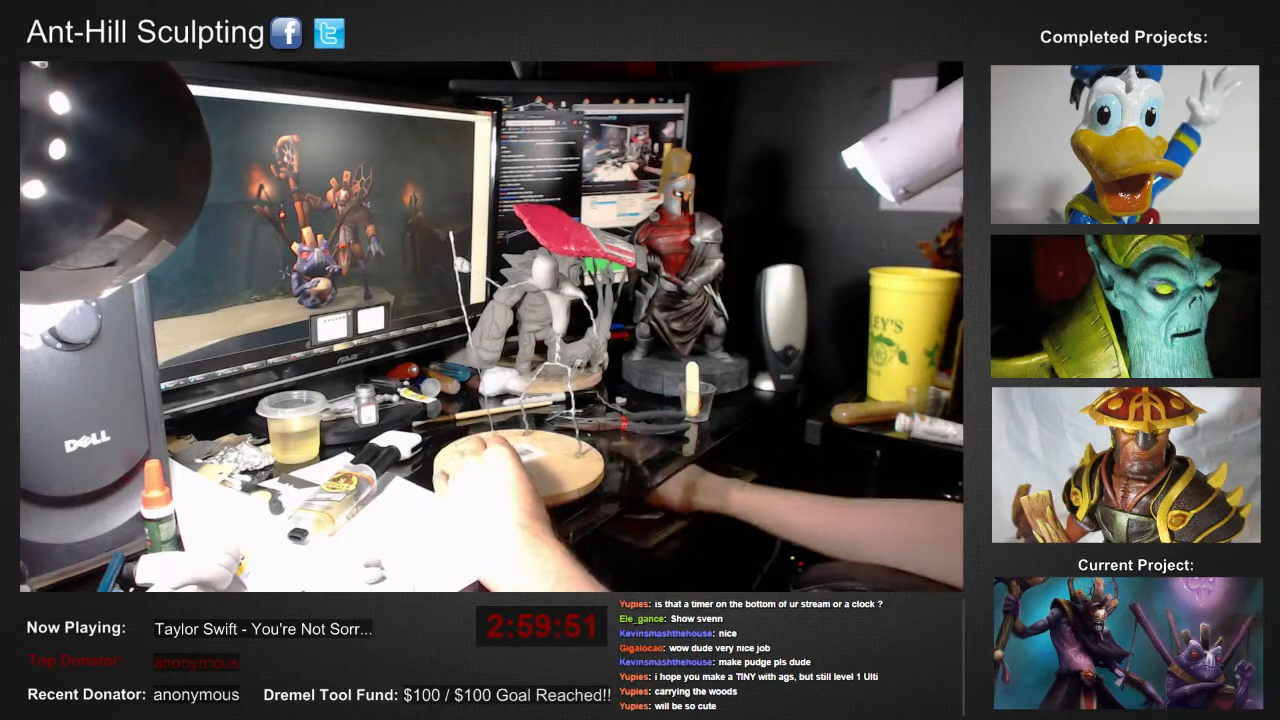 Ant-Hill Sculpting
Completed Projects:
ASUS
EY'S
DELL
Current Project:
Now Playing:
Taylor Swift - You're Not Sorr...
2:59:51
Top Donator:
anonymous
Recent Donator:
anonymous
Dremel Tool Fund:
$100 / $100 Goal Reached!!
Yupies: is that a timer on the bottom of ur stream or a clock ?
Ele_gance: Show svenn
Kevinsmashthehouse: nice
Gigalocao: wow dude very nice job
Kevinsmashthehouse: make pudge pls dude
Yupies: i hope you make a TINY with ags, but still level 1 Ulti
Yupies: carrying the woods
Yupies: will be so cute